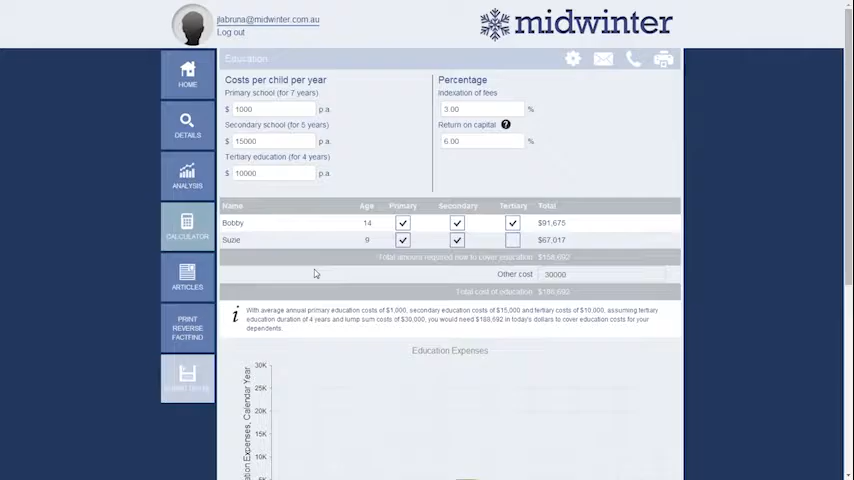 jlabruna@midwinter.com.au
Log out
midwinter
HOME
DETAILS
ANALYSIS
CALCULATOR
ARTICLES
PRINT
REVERSE
FACTFIND
Education
Costs per child per year
Primary school (for 7 years)
$ 1000 p.a.
Secondary school (for 5 years)
$ 15000 p.a.
Tertiary education (for 4 years)
$ 10000 p.a.
Percentage
Indexation of fees
3.00 %
Return on capital ?
6.00 %
Name Age Primary Secondary Tertiary Total
Bobby 14 $91,675
Suzie 9 $67,017
Total amount required now to cover education $158,692
Other cost 30000
Total cost of education $188,692
i With average annual primary education costs of $1,000, secondary education costs of $15,000 and tertiary costs of $10,000, assuming tertiary
education duration of 4 years and lump sum costs of $30,000, you would need $188,692 in today's dollars to cover education costs for your
dependents.
Education Expenses
30K
25K
20K
15K
10K
5K
Expenses, Calendar Year